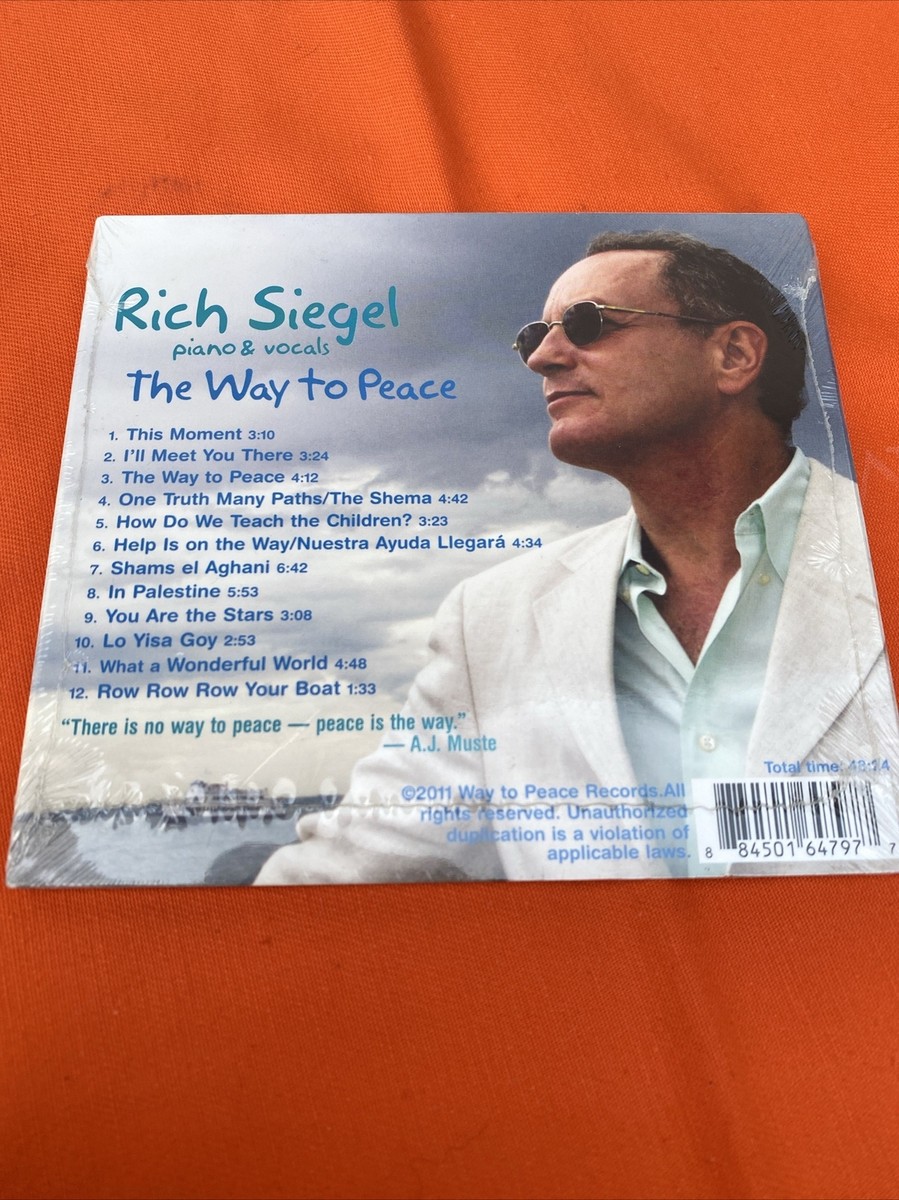 Rich Siegel
piano & vocals
The Way to Peace
1. This Moment 3:10
2. I'll Meet You There 3:24
3. The Way to Peace 4:12
4. One Truth Many Paths/The Shema 4:42
5. How Do We Teach the Children? 3:23
6. Help Is on the Way/Nuestra Ayuda Llegará 4:34
7. Shams el Aghani 6:42
8. In Palestine 5:53
9. You Are the Stars 3:08
10. Lo Yisa Goy 2:53
11. What a Wonderful World 4:48
12. Row Row Row Your Boat 1:33
“There is no way to peace — peace is the way.”
— A.J. Muste
Total time: 48:24
©2011 Way to Peace Records.All
rights reserved. Unauthorized
duplication is a violation of
applicable laws.
8 84501 64797 7